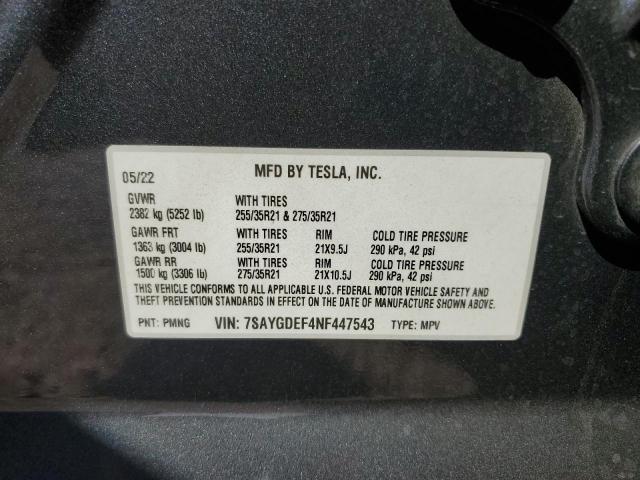 05/22 MFD BY TESLA, INC.
GVWR WITH TIRES
2382 kg (5252 lb) 255/35R21 & 275/35R21
GAWR FRT WITH TIRES RIM COLD TIRE PRESSURE
1363 kg (3004 lb) 255/35R21 21X9.5J 290 kPa, 42 psi
GAWR RR WITH TIRES RIM COLD TIRE PRESSURE
1500 kg (3306 lb) 275/35R21 21X10.5J 290 kPa, 42 psi
THIS VEHICLE CONFORMS TO ALL APPLICABLE U.S. FEDERAL MOTOR VEHICLE SAFETY AND
THEFT PREVENTION STANDARDS IN EFFECT ON THE DATE OF MANUFACTURE SHOWN ABOVE.
PNT: PMNG VIN: 7SAYGDEF4NF447543 TYPE: MPV